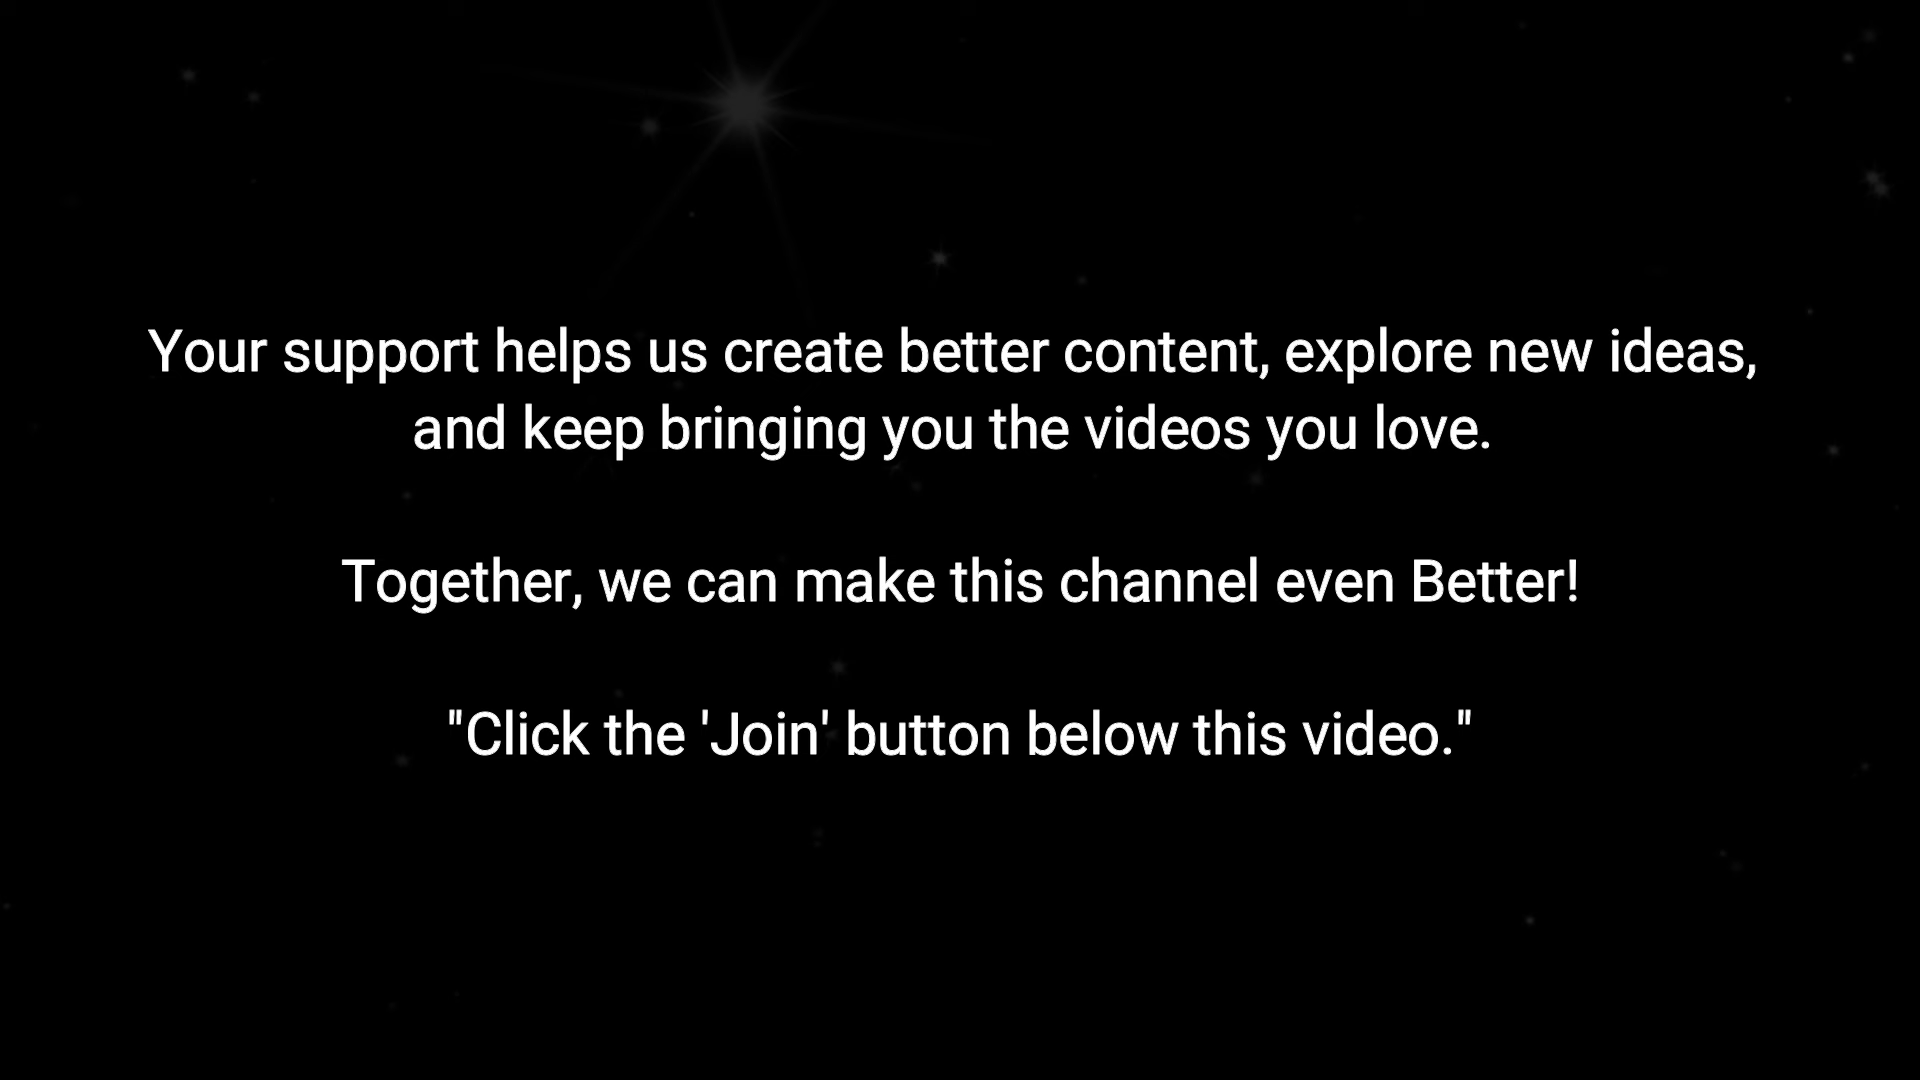 Your support helps us create better content, explore new ideas,
and keep bringing you the videos you love.
Together, we can make this channel even Better!
"Click the 'Join' button below this video."